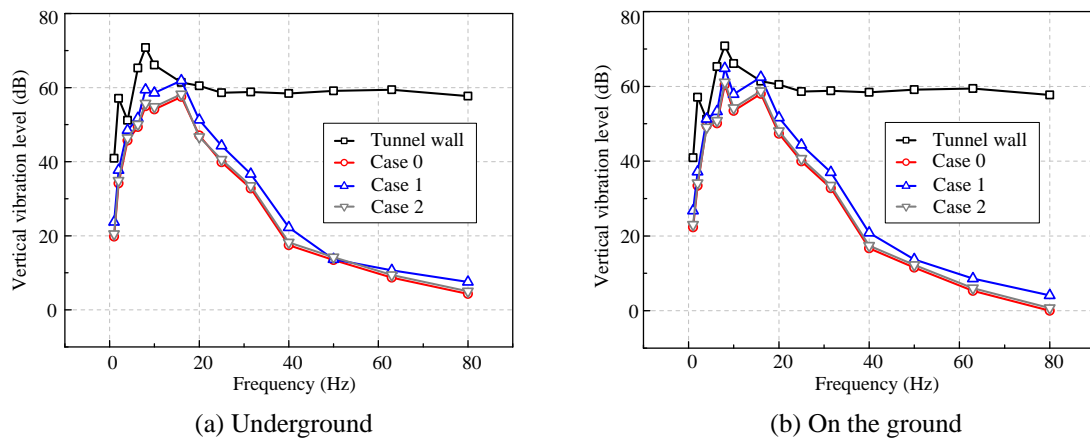 80
60
40
20
0
Vertical vibration level (dB)
Tunnel wall
Case 0
Case 1
Case 2
0 20 40 60 80
Frequency (Hz)
(a) Underground
80
60
40
20
0
Vertical vibration level (dB)
Tunnel wall
Case 0
Case 1
Case 2
0 20 40 60 80
Frequency (Hz)
(b) On the ground